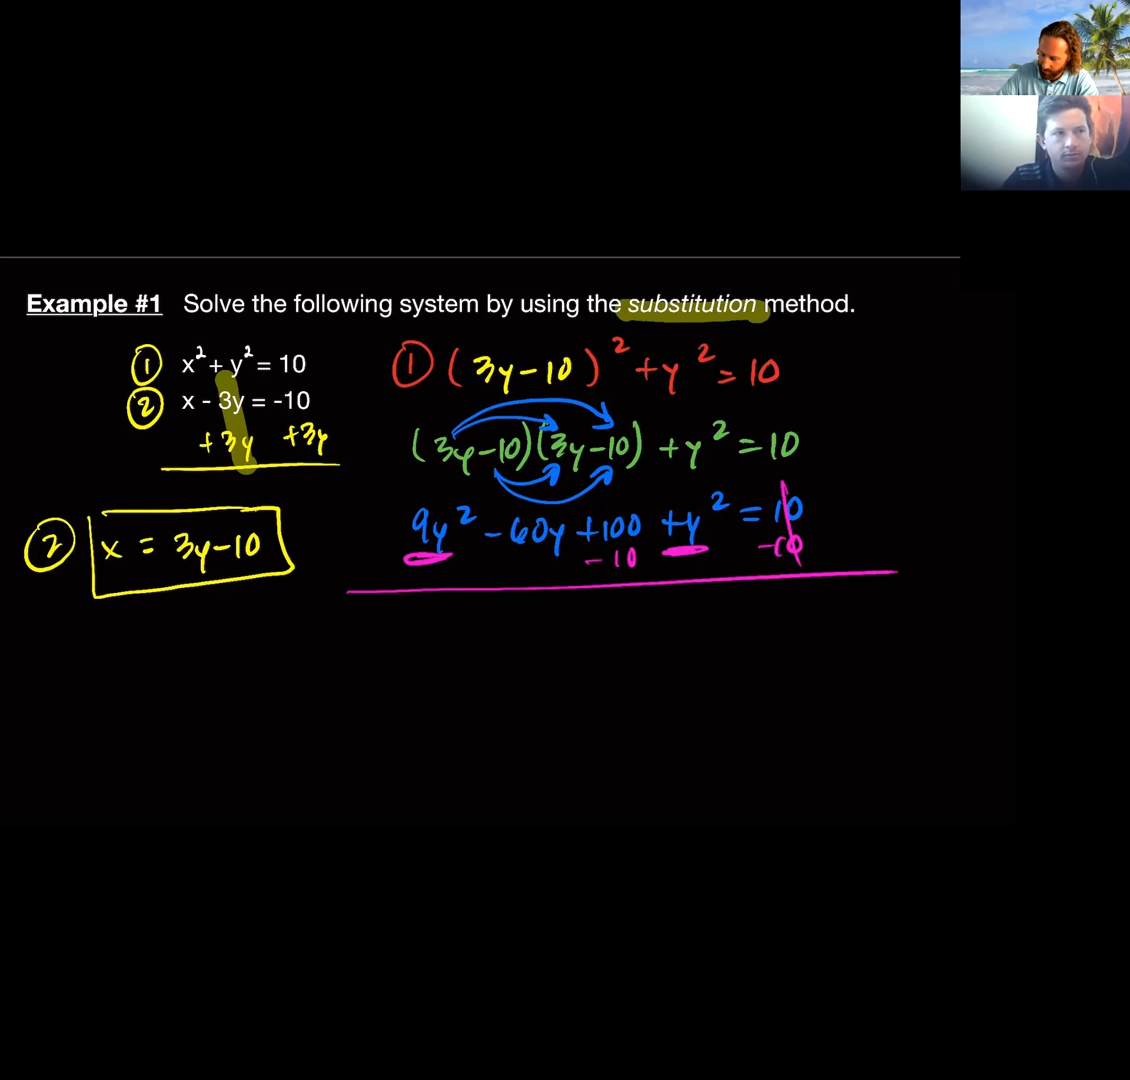 Example #1 Solve the following system by using the substitution method.
① x² + y² = 10
② x - 3y = -10
+3y +3y
② x = 3y-10
① (3y-10)² + y² = 10
(3y-10)(3y-10) + y² = 10
9y² - 60y + 100 + y² = 10
-10 -10